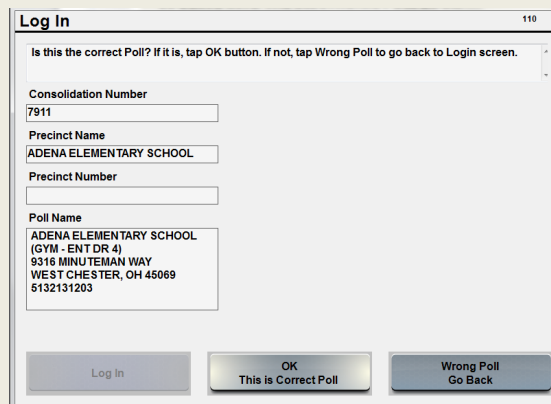 Log In
110
Is this the correct Poll? If it is, tap OK button. If not, tap Wrong Poll to go back to Login screen.
Consolidation Number
7911
Precinct Name
ADENA ELEMENTARY SCHOOL
Precinct Number
Poll Name
ADENA ELEMENTARY SCHOOL
(GYM - ENT DR 4)
9316 MINUTEMAN WAY
WEST CHESTER, OH 45069
5132131203
Log In
OK
This is Correct Poll
Wrong Poll
Go Back